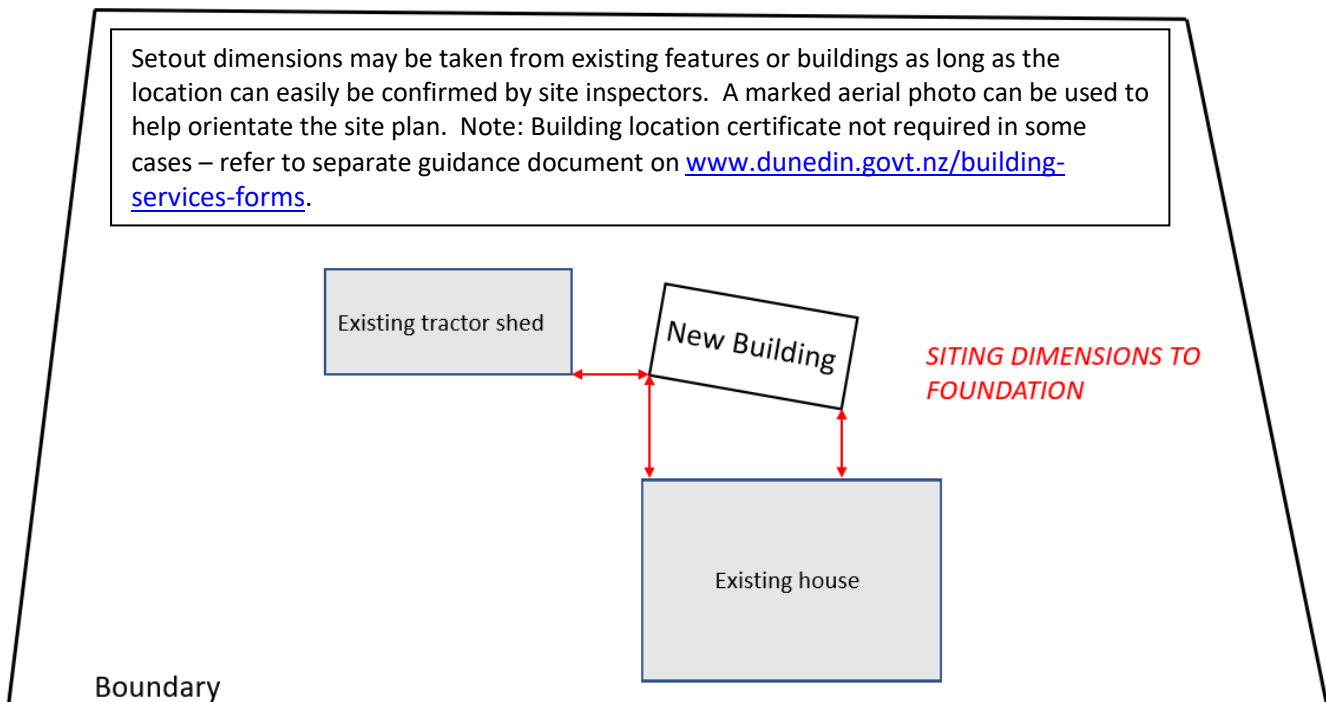 Setout dimensions may be taken from existing features or buildings as long as the
location can easily be confirmed by site inspectors.  A marked aerial photo can be used to
help orientate the site plan.  Note: Building location certificate not required in some
cases – refer to separate guidance document on www.dunedin.govt.nz/building-
services-forms.
Existing tractor shed
New Building
SITING DIMENSIONS TO
FOUNDATION
Existing house
Boundary